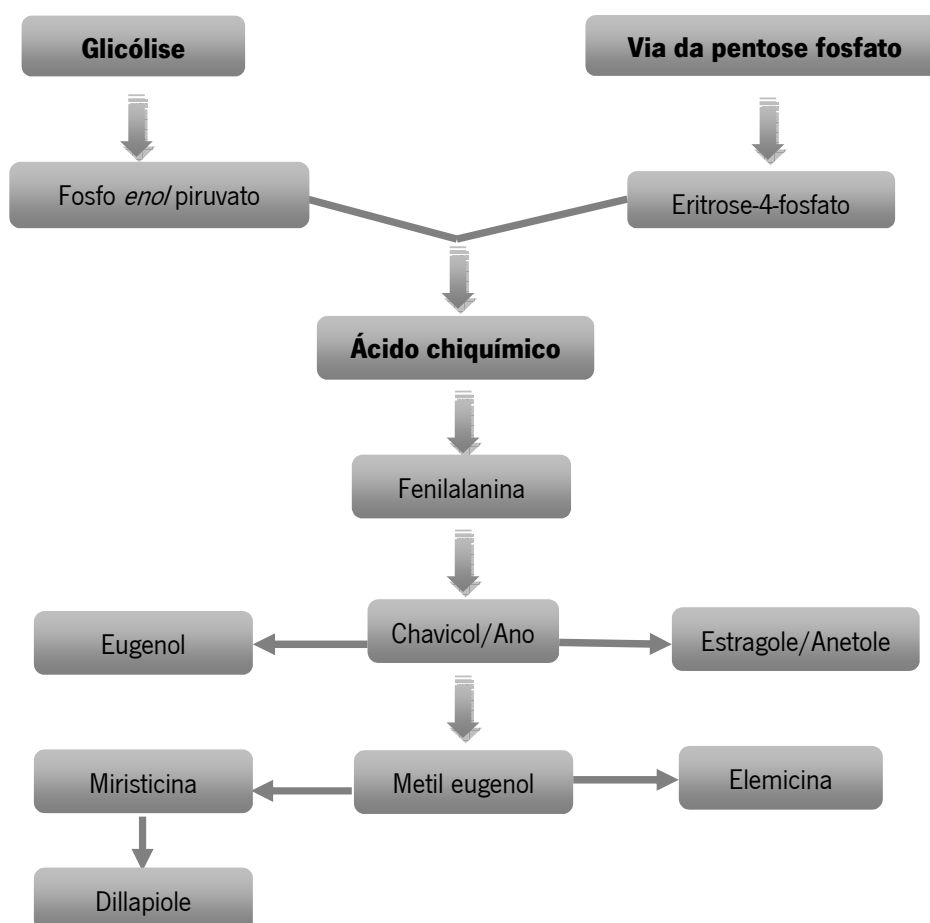 Glicólise
Via da pentose fosfato
Fosfo enol piruvato
Eritrose-4-fosfato
Ácido chiquímico
Fenilalanina
Eugenol
Chavicol/Ano
Estragole/Anetole
Miristicina
Metil eugenol
Elemicina
Dillapiole